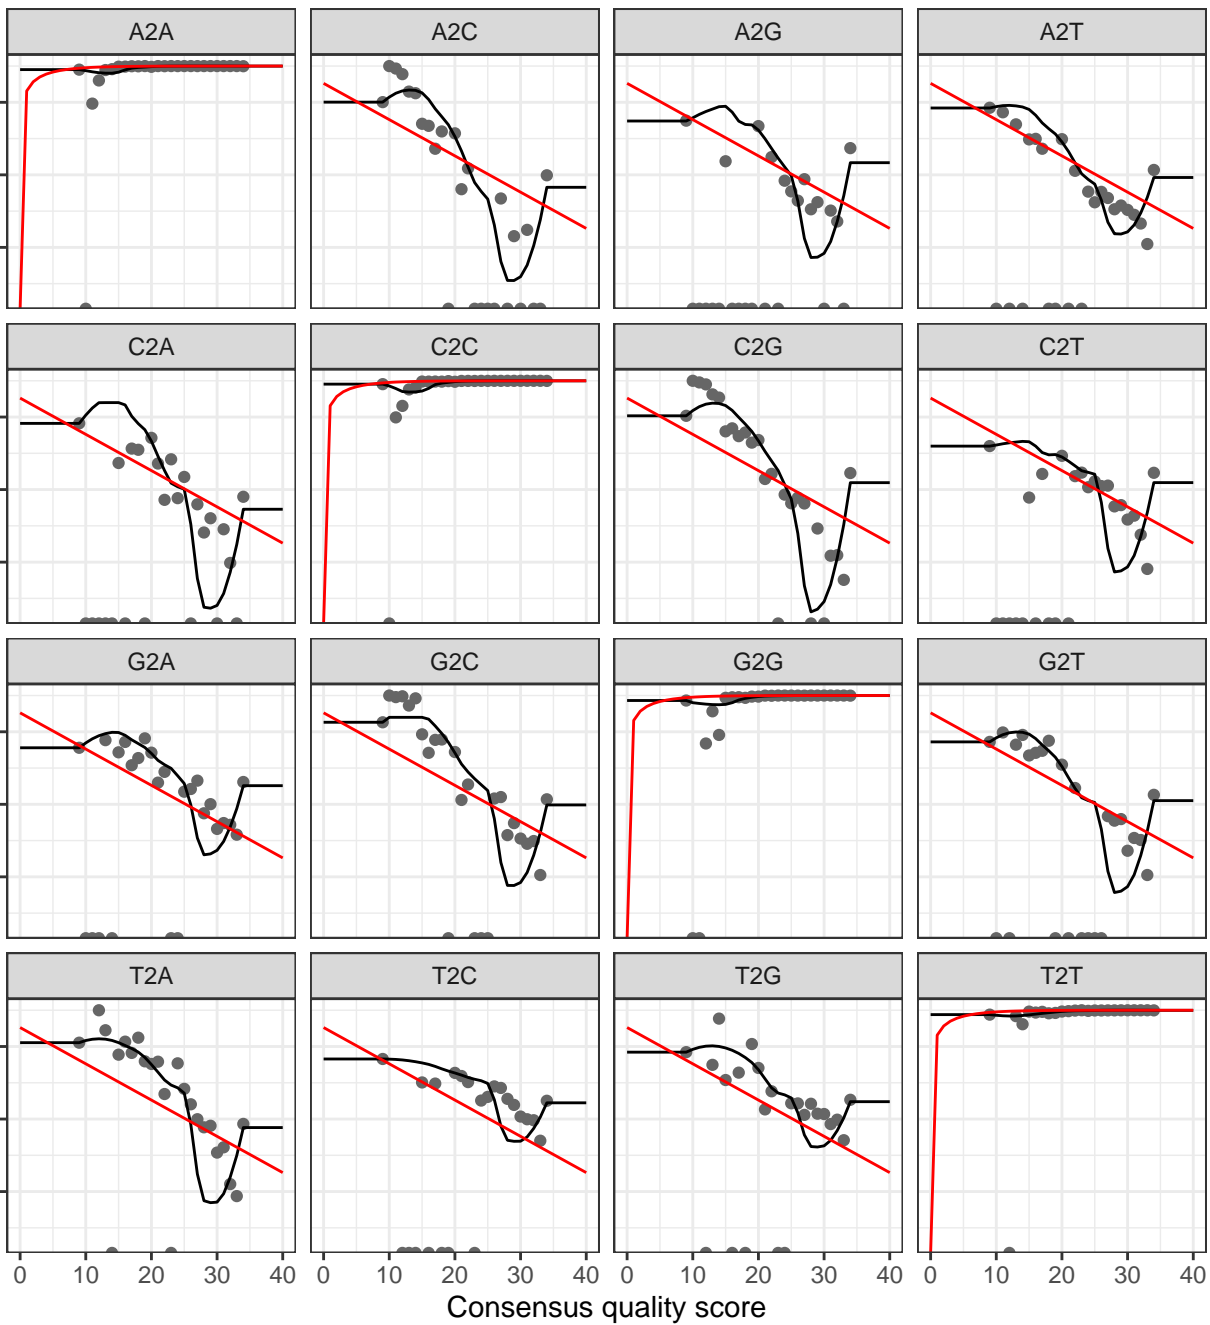 A2A A2C A2G A2T
C2A C2C C2G C2T
G2A G2C G2G G2T
T2A T2C T2G T2T
0 10 20 30 40 0 10 20 30 40 0 10 20 30 40 0 10 20 30 40
Consensus quality score